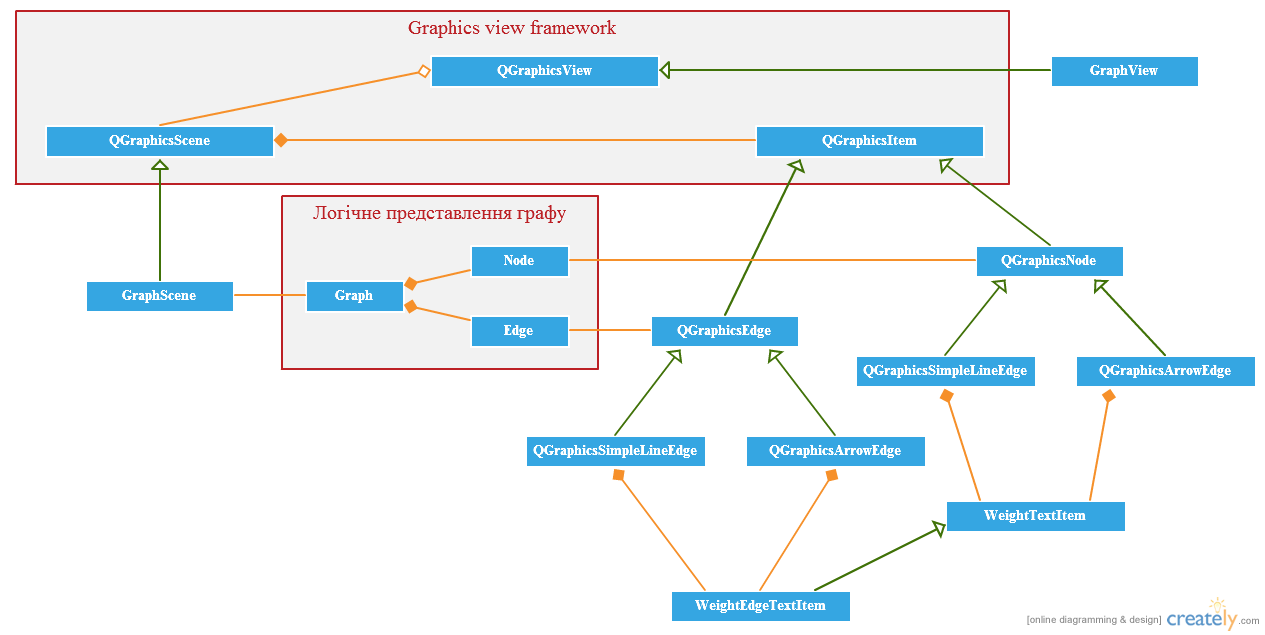 Graphics view framework
QGraphicsView
GraphView
QGraphicsScene
QGraphicsItem
Логічне представлення графу
Node
QGraphicsNode
GraphScene
Graph
Edge
QGraphicsEdge
QGraphicsSimpleLineEdge
QGraphicsArrowEdge
QGraphicsSimpleLineEdge
QGraphicsArrowEdge
WeightTextItem
WeightEdgeTextItem
[online diagramming & design] creately.com